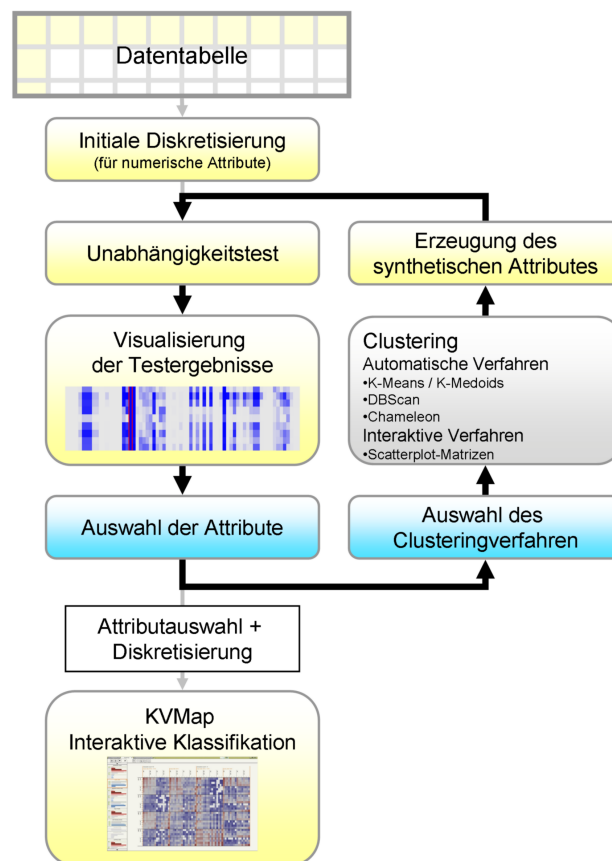 Datentabelle
Initiale Diskretisierung
(für numerische Attribute)
Unabhängigkeitstest
Erzeugung des
synthetischen Attributes
Visualisierung
der Testergebnisse
Clustering
Automatische Verfahren
•K-Means / K-Medoids
•DBScan
•Chameleon
Interaktive Verfahren
•Scatterplot-Matrizen
Auswahl der Attribute
Auswahl des
Clusteringverfahren
Attributauswahl +
Diskretisierung
KVMap
Interaktive Klassifikation